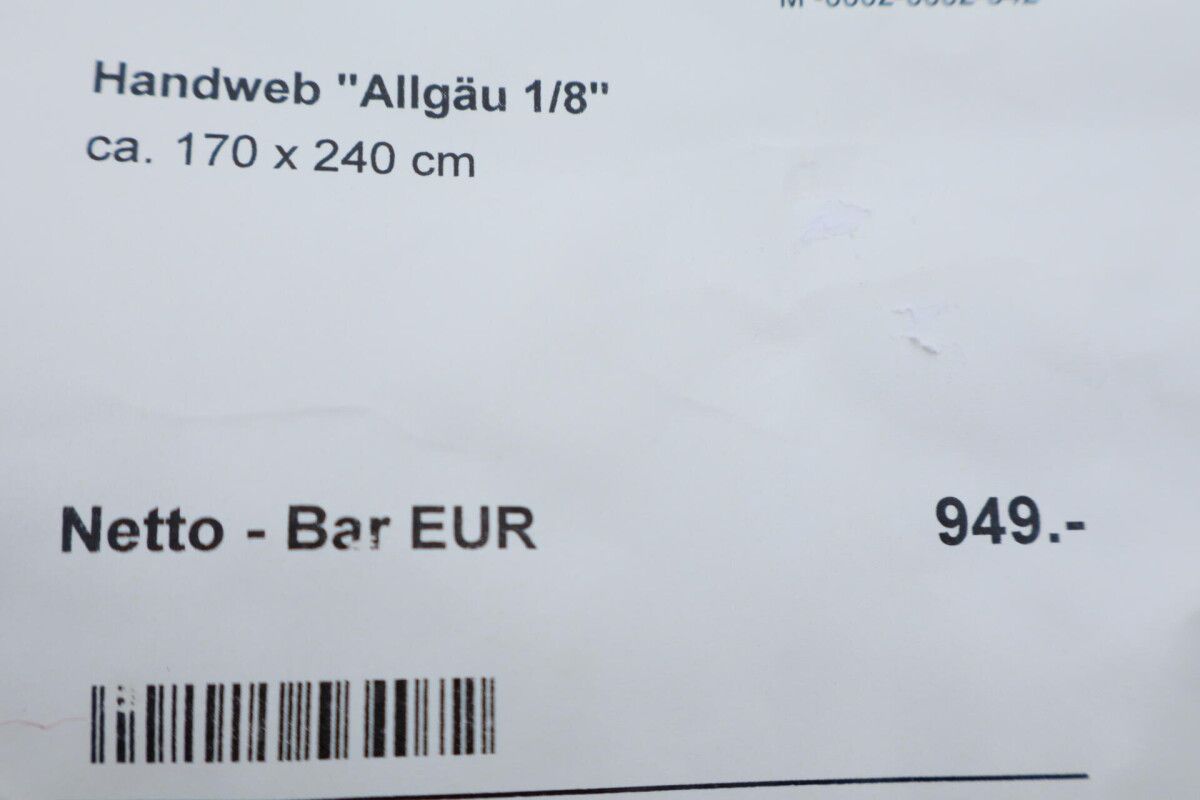 Handweb "Allgäu 1/8"
ca. 170 x 240 cm
Netto - Bar EUR 949.-